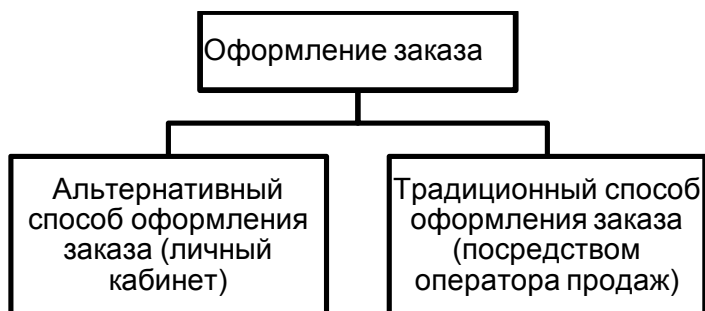 Оформление заказа
Альтернативный
способ оформления
заказа (личный
кабинет)
Традиционный способ
оформления заказа
(посредством
оператора продаж)